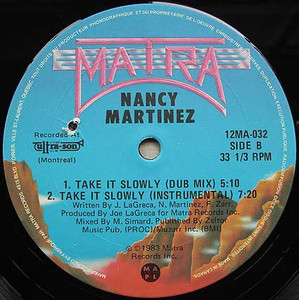 MATRA
NANCY
MARTINEZ
Recorded At
ultra-son
(Montreal)
12MA-032
SIDE B
33 1/3 RPM
1. TAKE IT SLOWLY (DUB MIX) 5:10
2. TAKE IT SLOWLY (INSTRUMENTAL) 7:20
Written By J. LaGreca, N. Martinez, F. Zarr
Produced By Joe LaGreca for Matra Records Inc.
Mixed By M. Simard. Published By Zelton
Music Pub. (PROC)/Muzarr Inc. (BMI)
©1983 Matra
Records Inc.
MAPL